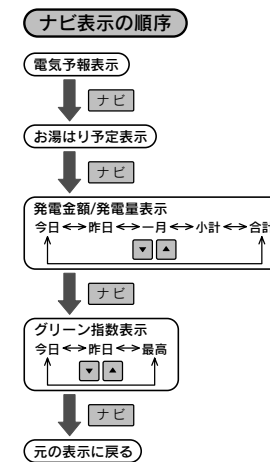 ナビ表示の順序
電気予報表示
ナビ
お湯はり予定表示
ナビ
発電金額/発電量表示
今日⟷昨日⟷一月⟷小計⟷合計
▼ ▲
ナビ
グリーン指数表示
今日⟷昨日⟷最高
▼ ▲
ナビ
元の表示に戻る